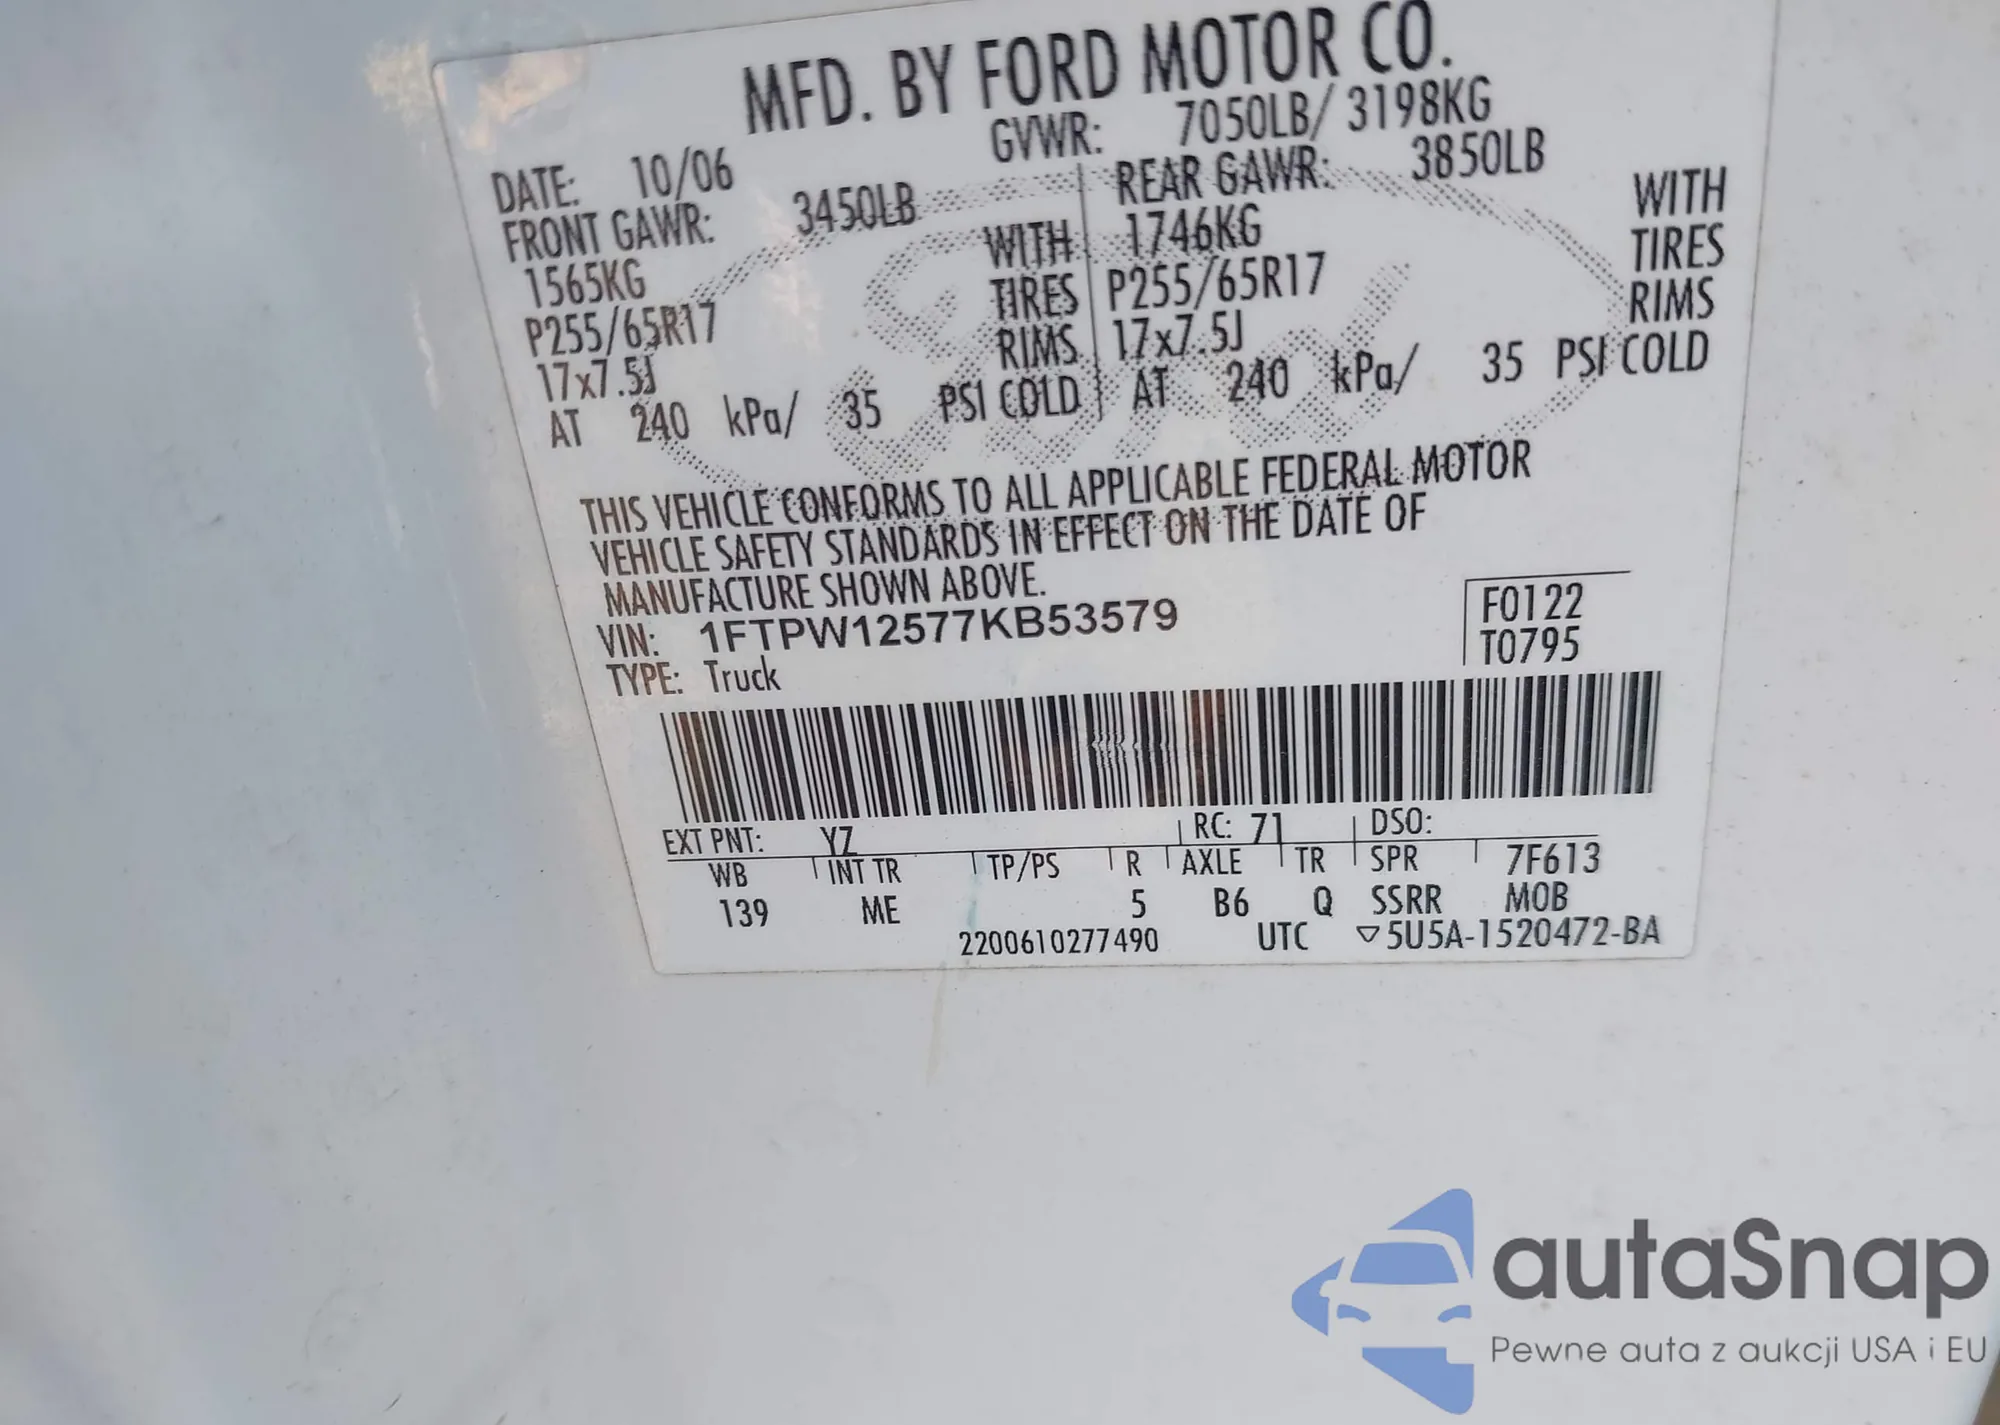 MFD. BY FORD MOTOR CO.
DATE: 10/06 GVWR: 7050LB/ 3198KG
FRONT GAWR: 3450LB REAR GAWR: 3850LB
1565KG WITH 1746KG WITH
P255/65R17 TIRES P255/65R17 TIRES
17x7.5J RIMS 17x7.5J RIMS
AT 240 kPa/ 35 PSI COLD AT 240 kPa/ 35 PSI COLD
THIS VEHICLE CONFORMS TO ALL APPLICABLE FEDERAL MOTOR
VEHICLE SAFETY STANDARDS IN EFFECT ON THE DATE OF
MANUFACTURE SHOWN ABOVE.
VIN: 1FTPW12577KB53579 F0122
TYPE: Truck T0795
EXT PNT: YZ RC: 71 DSO:
WB INT TR TP/PS R AXLE TR SPR 7F613
139 ME 5 B6 Q SSRR MOB
2200610277490 UTC ▽5U5A-1520472-BA
Ford
autaSnap
Pewne auta z aukcji USA i EU